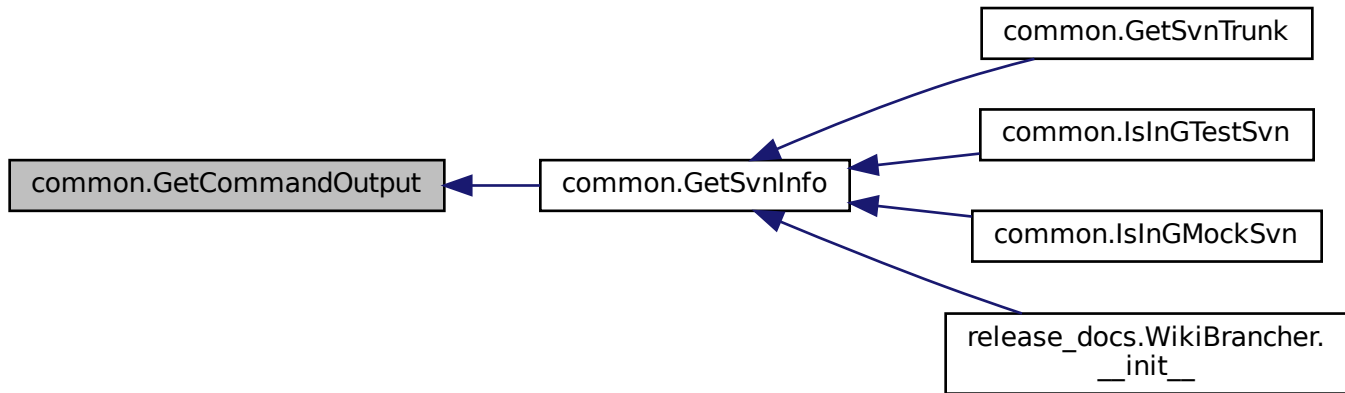 common.GetCommandOutput
common.GetSvnInfo
common.GetSvnTrunk
common.IsInGTestSvn
common.IsInGMockSvn
release_docs.WikiBrancher.
__init__